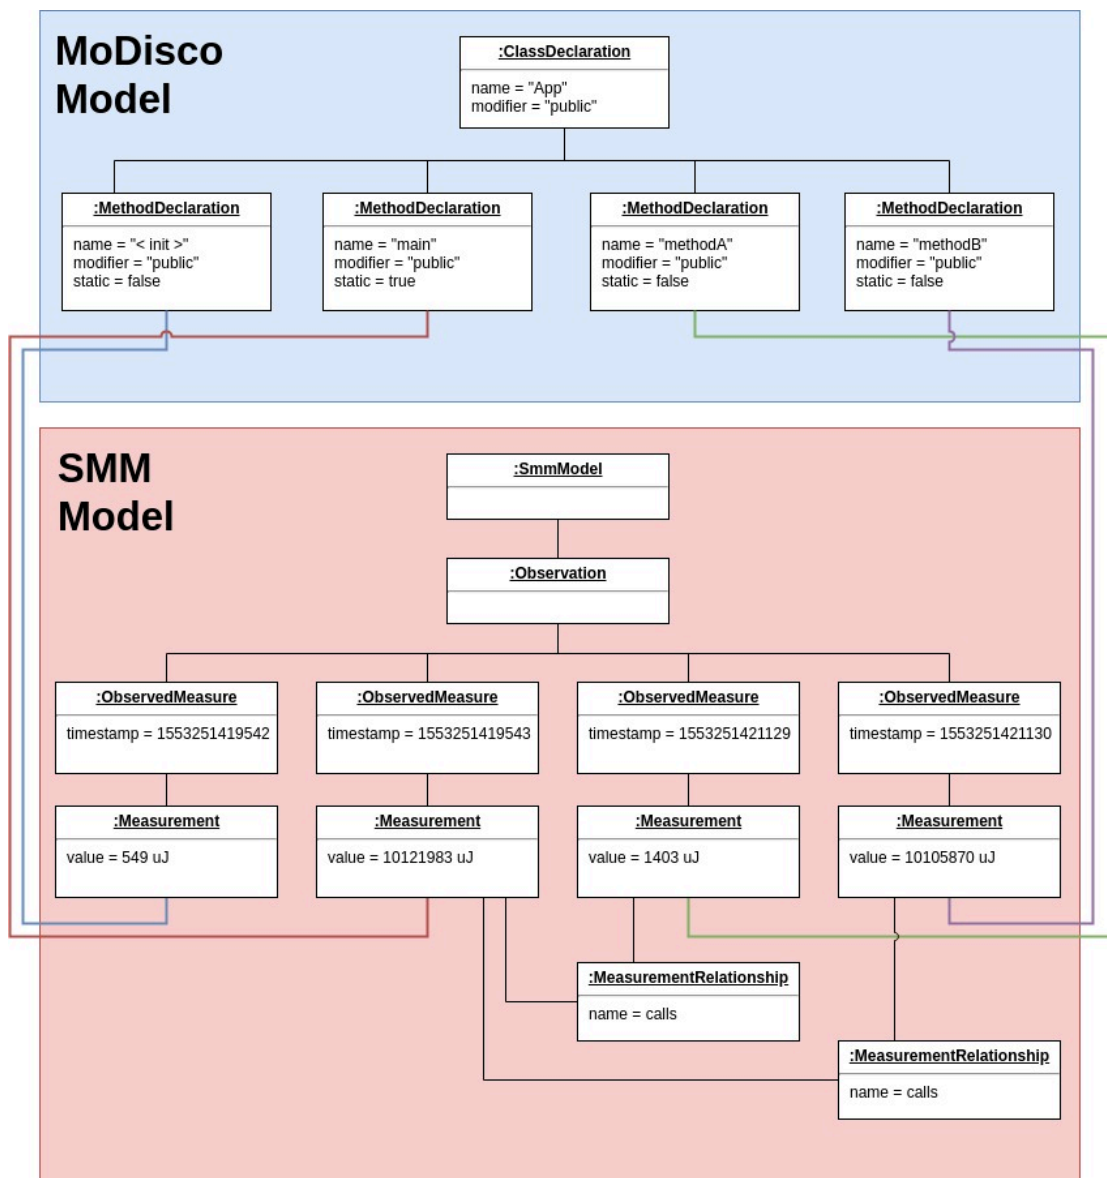 MoDisco
Model
:ClassDeclaration
name = "App"
modifier = "public"
:MethodDeclaration
name = "< init >"
modifier = "public"
static = false
:MethodDeclaration
name = "main"
modifier = "public"
static = true
:MethodDeclaration
name = "methodA"
modifier = "public"
static = false
:MethodDeclaration
name = "methodB"
modifier = "public"
static = false
SMM
Model
:SmmModel
:Observation
:ObservedMeasure
timestamp = 1553251419542
:ObservedMeasure
timestamp = 1553251419543
:ObservedMeasure
timestamp = 1553251421129
:ObservedMeasure
timestamp = 1553251421130
:Measurement
value = 549 uJ
:Measurement
value = 10121983 uJ
:Measurement
value = 1403 uJ
:Measurement
value = 10105870 uJ
:MeasurementRelationship
name = calls
:MeasurementRelationship
name = calls